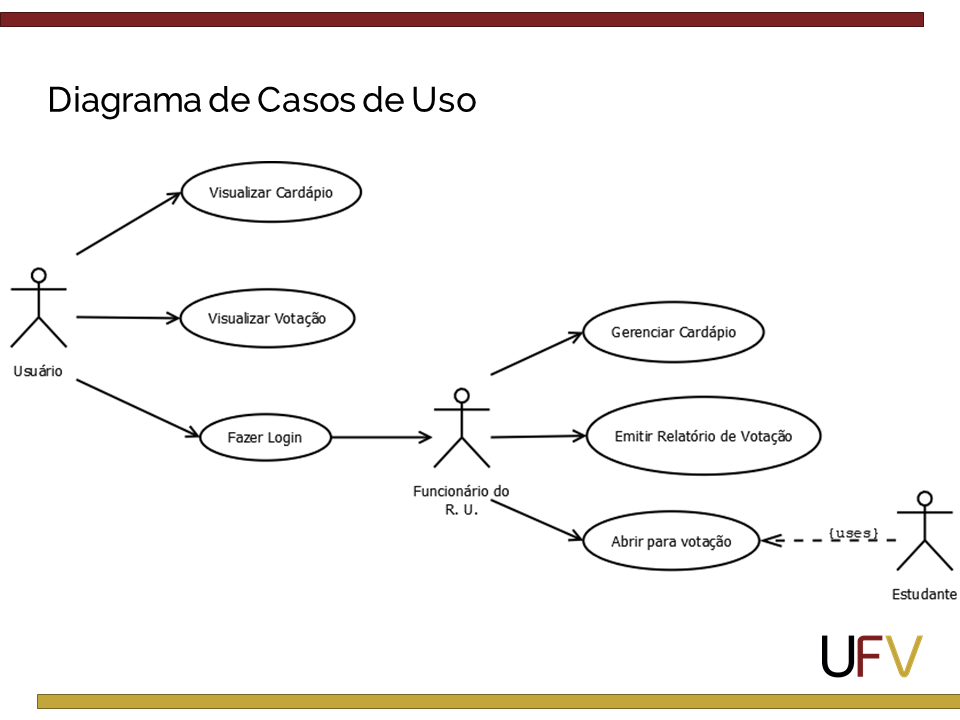 Diagrama de Casos de Uso
Visualizar Cardápio
Visualizar Votação
Usuário
Fazer Login
Gerenciar Cardápio
Emitir Relatório de Votação
Funcionário do
R. U.
Abrir para votação
{uses}
Estudante
UFV